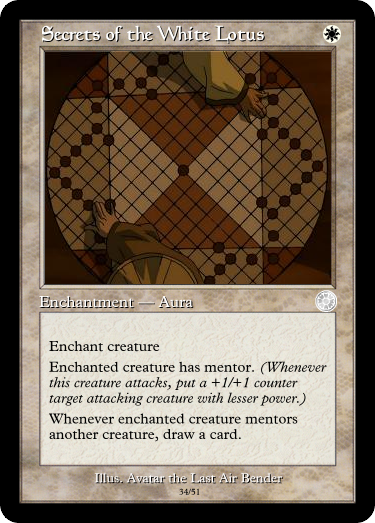 Secrets of the White Lotus
Enchantment — Aura
Enchant creature
Enchanted creature has mentor. (Whenever
this creature attacks, put a +1/+1 counter
target attacking creature with lesser power.)
Whenever enchanted creature mentors
another creature, draw a card.
Illus. Avatar the Last Air Bender
34/51